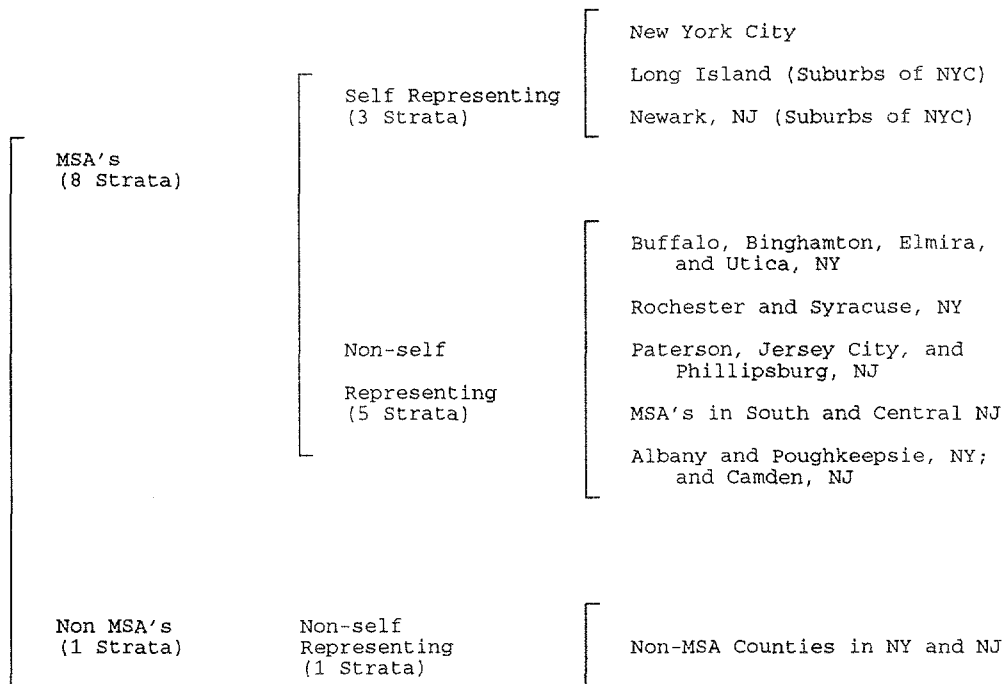 New York City
Long Island (Suburbs of NYC)
Newark, NJ (Suburbs of NYC)
Self Representing
(3 Strata)
MSA's
(8 Strata)
Buffalo, Binghamton, Elmira,
and Utica, NY
Rochester and Syracuse, NY
Paterson, Jersey City, and
Phillipsburg, NJ
MSA's in South and Central NJ
Albany and Poughkeepsie, NY;
and Camden, NJ
Non-self
Representing
(5 Strata)
Non MSA's
(1 Strata)
Non-self
Representing
(1 Strata)
Non-MSA Counties in NY and NJ